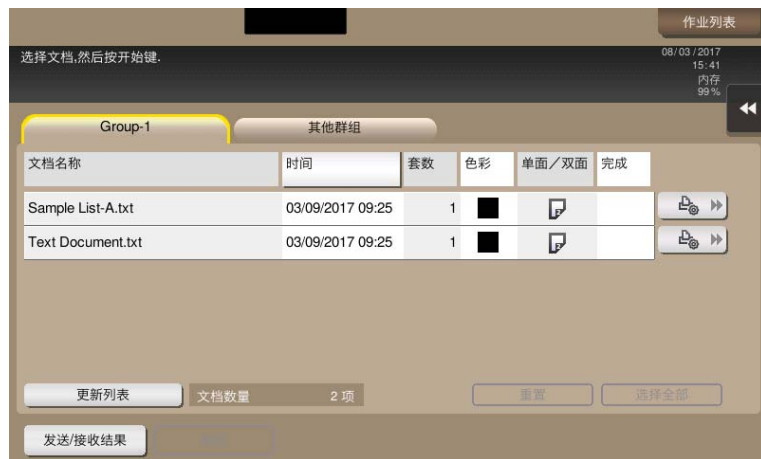 作业列表
选择文档,然后按开始键.
08/03/2017
15:41
内存
99%
Group-1
其他群组
文档名称 时间 套数 色彩 单面／双面 完成
Sample List-A.txt 03/09/2017 09:25 1
Text Document.txt 03/09/2017 09:25 1
更新列表 文档数量 2 项 重置 选择全部
发送/接收结果